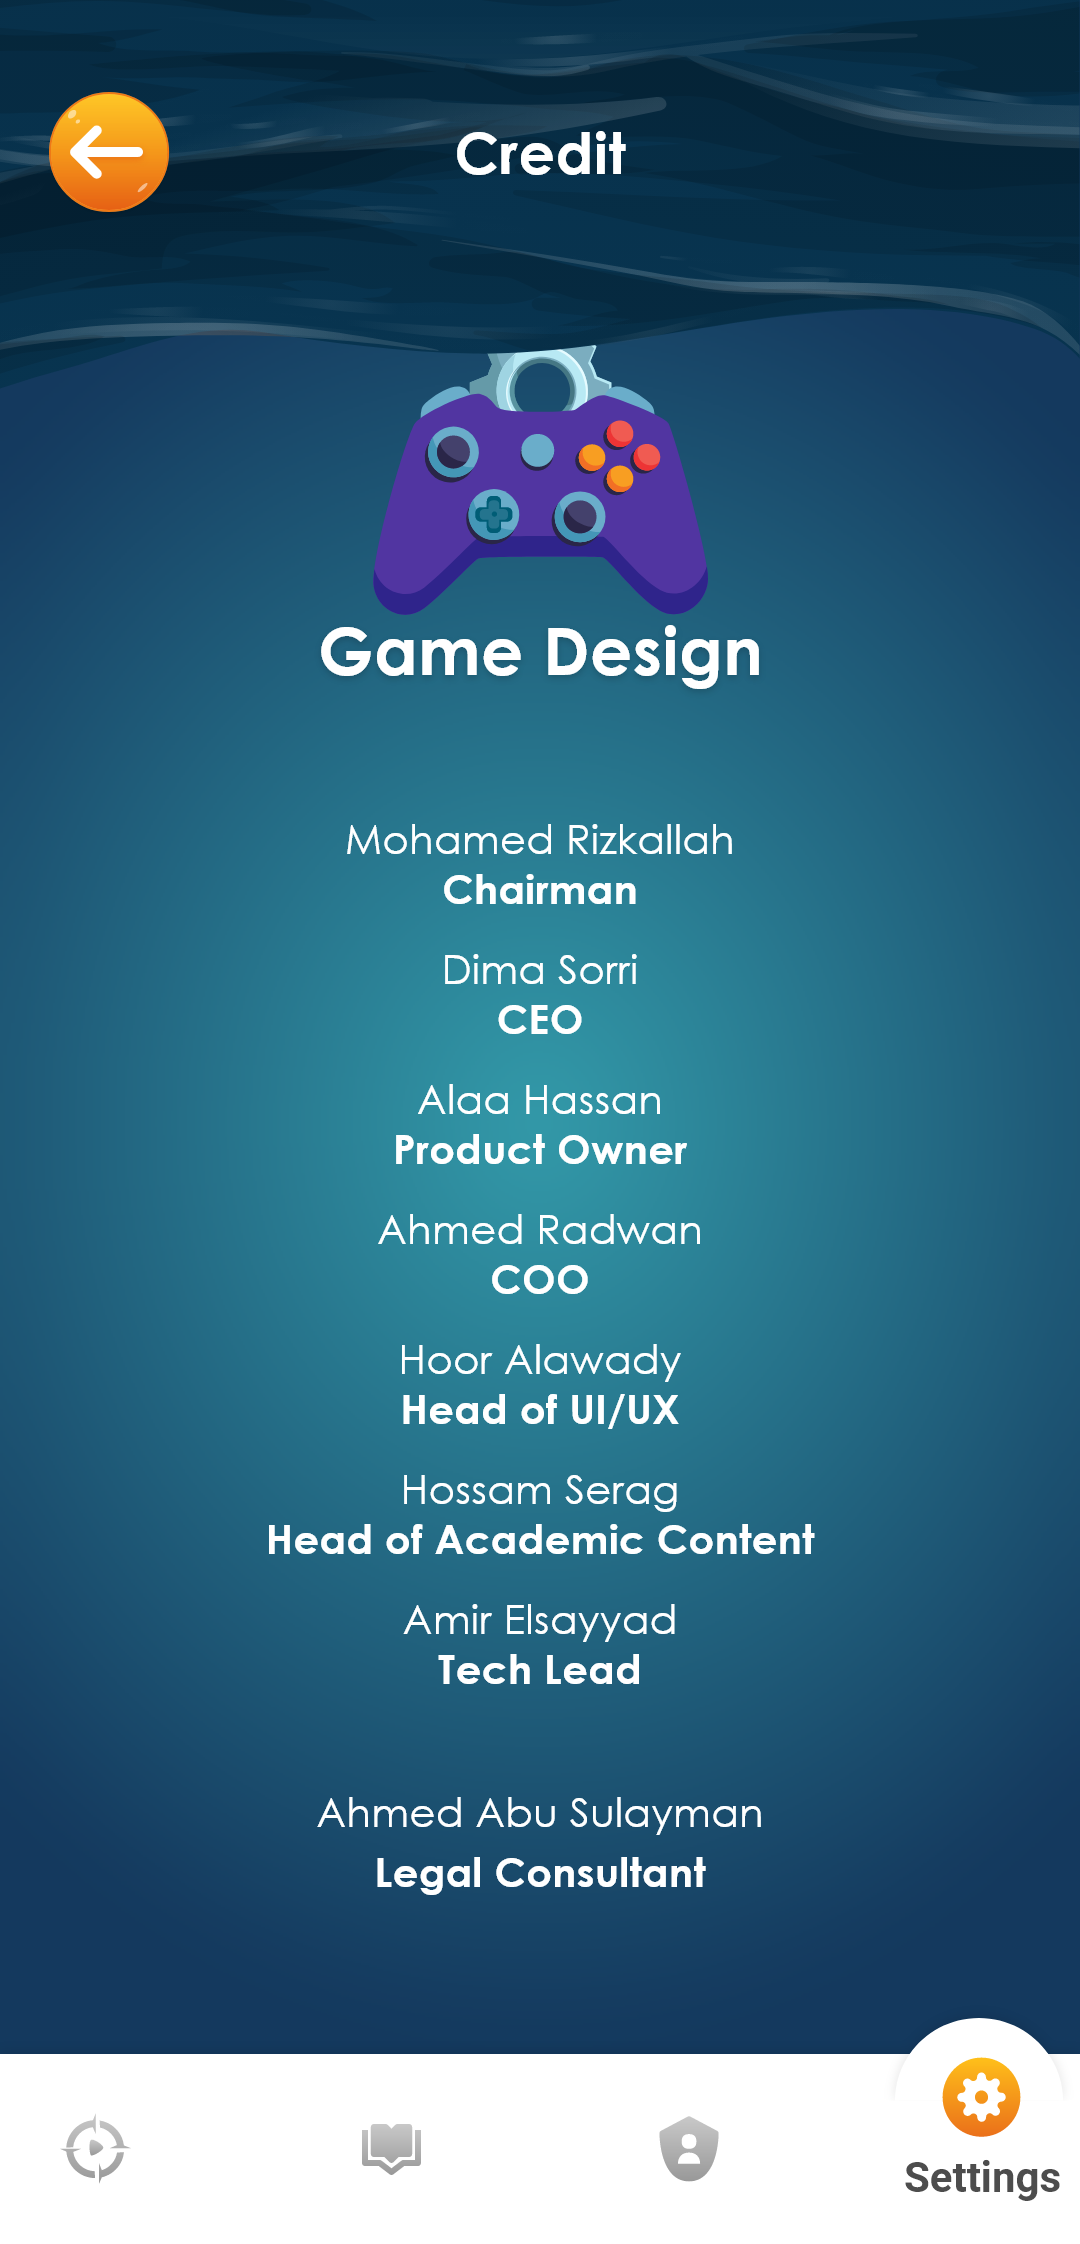 Credit
Game Design
Mohamed Rizkallah
Chairman
Dima Sorri
CEO
Alaa Hassan
Product Owner
Ahmed Radwan
COO
Hoor Alawady
Head of UI/UX
Hossam Serag
Head of Academic Content
Amir Elsayyad
Tech Lead
Ahmed Abu Sulayman
Legal Consultant
Settings